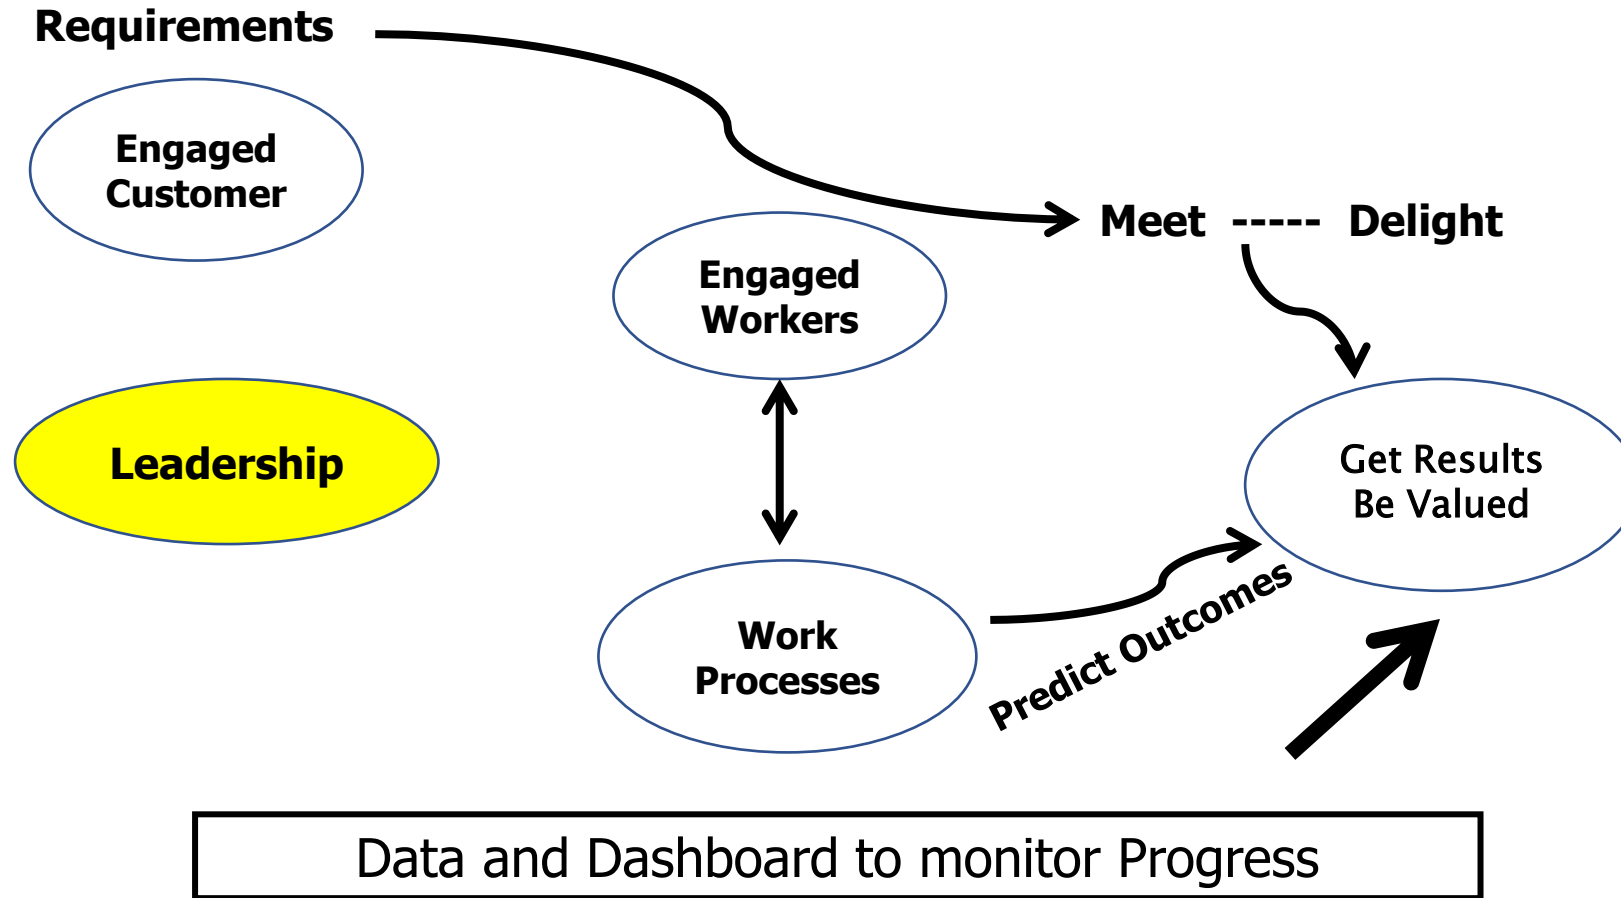 Requirements
Engaged
Customer
Meet ----- Delight
Engaged
Workers
Leadership
Get Results
Be Valued
Work
Processes
Predict Outcomes
Data and Dashboard to monitor Progress